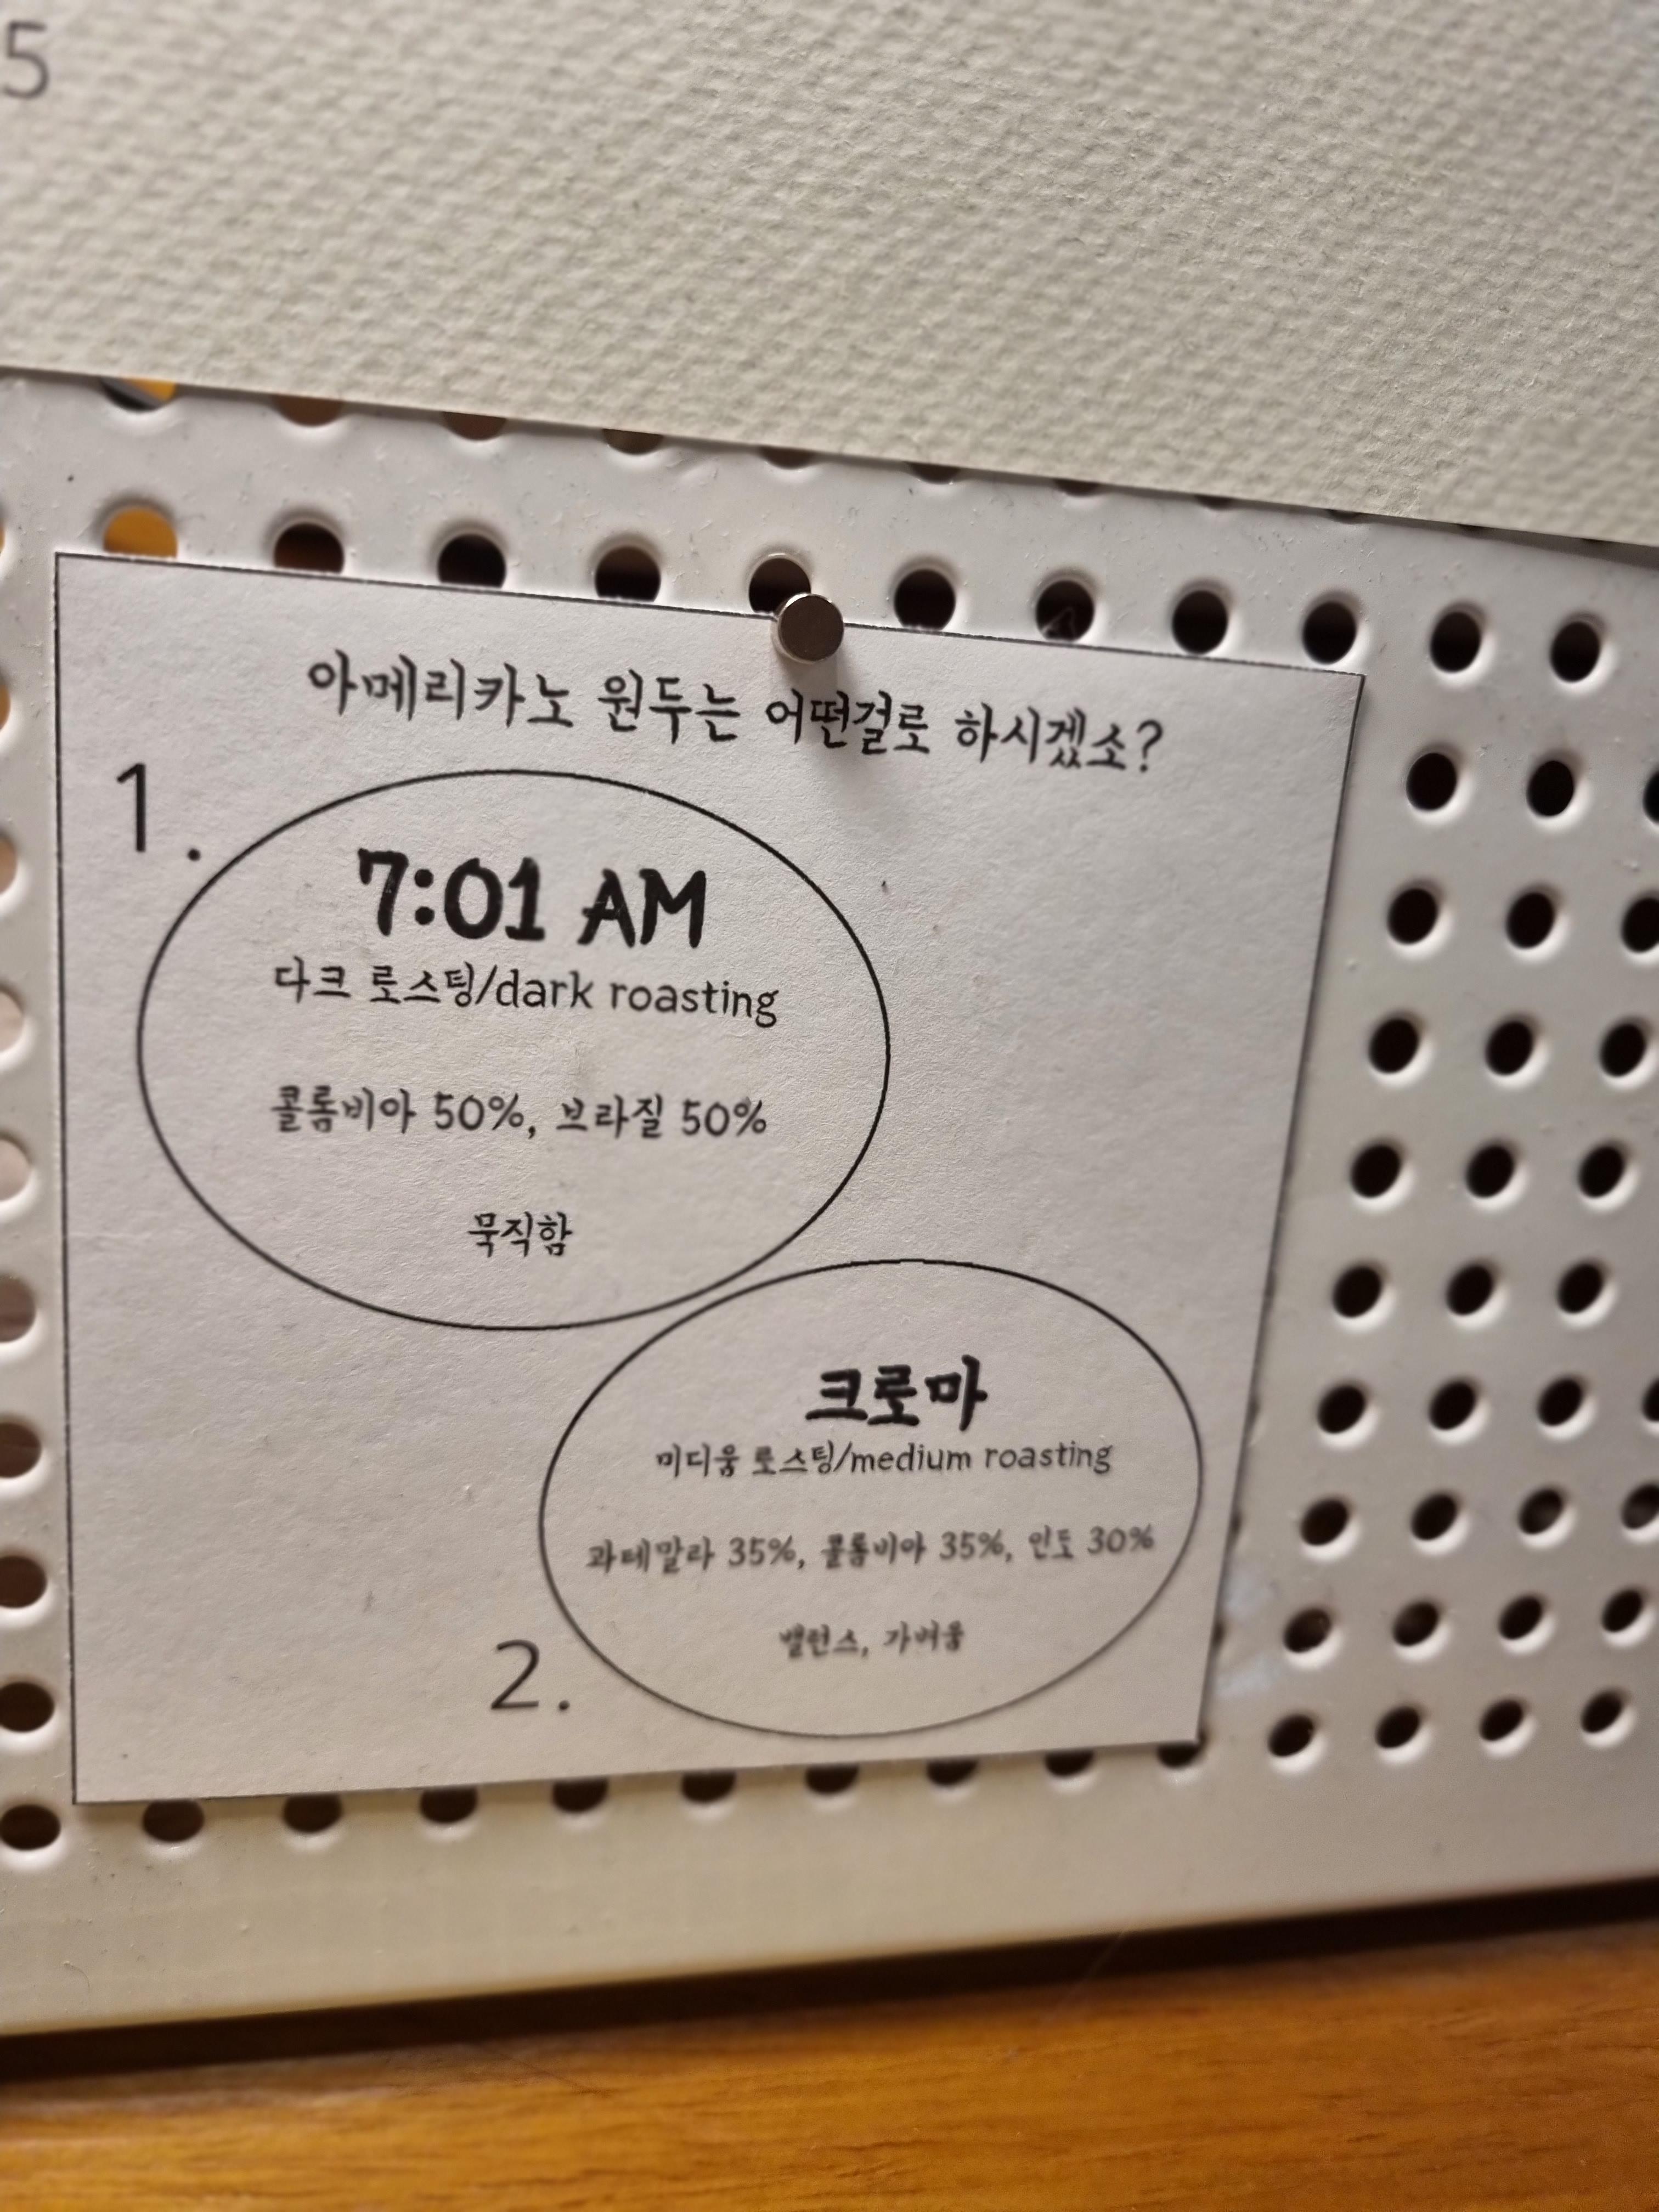 5
아메리카노 원두는 어떤걸로 하시겠소?
1.
7:01 AM
다크 로스팅/dark roasting
콜롬비아 50%, 브라질 50%
묵직함
크로마
미디움 로스팅/medium roasting
과테말라 35%, 콜롬비아 35%, 인도 30%
밸런스, 가벼움
2.